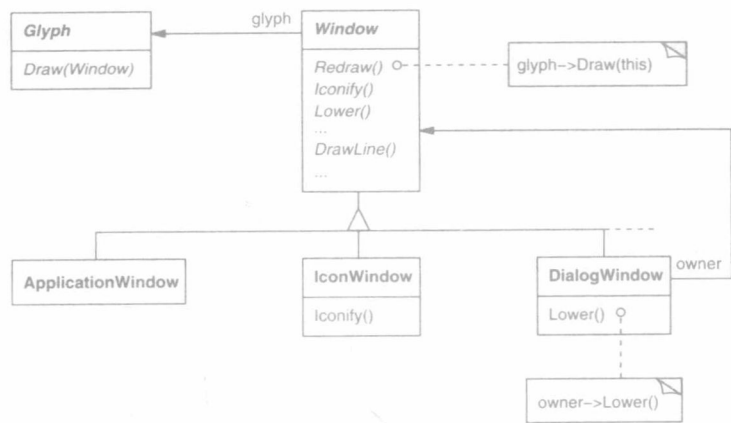 Glyph
Draw(Window)
glyph
Window
Redraw()
Iconify()
Lower()
...
DrawLine()
...
glyph->Draw(this)
ApplicationWindow
IconWindow
Iconify()
DialogWindow
Lower()
owner
owner->Lower()